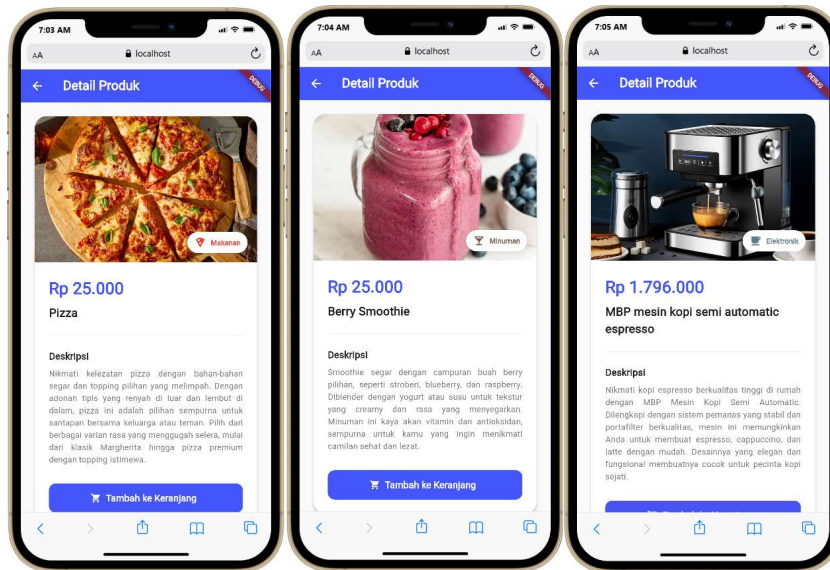 7:03 AM
AA localhost
Detail Produk
DEBUG
Makanan
Rp 25.000
Pizza
Deskripsi
Nikmati kelezatan pizza dengan bahan-bahan
segar dan topping pilihan yang melimpah. Dengan
adonan tipis yang renyah di luar dan lembut di
dalam, pizza ini adalah pilihan sempurna untuk
santapan bersama keluarga atau teman. Pilih dari
berbagai varian rasa yang menggugah selera, mulai
dari klasik Margherita hingga pizza premium
dengan topping istimewa.
Tambah ke Keranjang
7:04 AM
AA localhost
Detail Produk
DEBUG
Minuman
Rp 25.000
Berry Smoothie
Deskripsi
Smoothie segar dengan campuran buah berry
pilihan, seperti stroberi, blueberry, dan raspberry.
Diblender dengan yogurt atau susu untuk tekstur
yang creamy dan rasa yang menyegarkan.
Minuman ini kaya akan vitamin dan antioksidan,
sempurna untuk kamu yang ingin menikmati
camilan sehat dan lezat.
Tambah ke Keranjang
7:05 AM
AA localhost
Detail Produk
DEBUG
Elektronik
Rp 1.796.000
MBP mesin kopi semi automatic
espresso
Deskripsi
Nikmati kopi espresso berkualitas tinggi di rumah
dengan MBP Mesin Kopi Semi Automatic.
Dilengkapi dengan sistem pemanas yang stabil dan
portafilter berkualitas, mesin ini memungkinkan
Anda untuk membuat espresso, cappuccino, dan
latte dengan mudah. Desainnya yang elegan dan
fungsional membuatnya cocok untuk pecinta kopi
sejati.